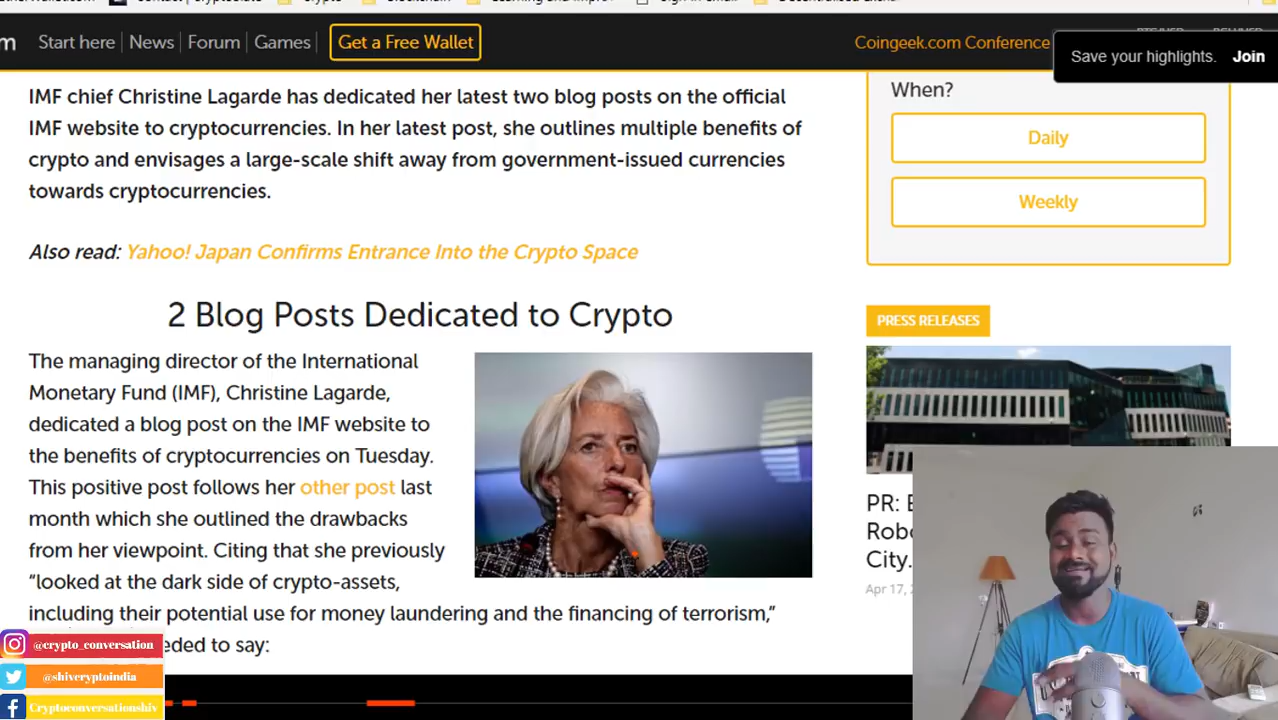 Start here
News
Forum
Games
Get a Free Wallet
Coingeek.com Conference
Save your highlights. Join
IMF chief Christine Lagarde has dedicated her latest two blog posts on the official
IMF website to cryptocurrencies. In her latest post, she outlines multiple benefits of
crypto and envisages a large-scale shift away from government-issued currencies
towards cryptocurrencies.
Also read: Yahoo! Japan Confirms Entrance Into the Crypto Space
2 Blog Posts Dedicated to Crypto
The managing director of the International
Monetary Fund (IMF), Christine Lagarde,
dedicated a blog post on the IMF website to
the benefits of cryptocurrencies on Tuesday.
This positive post follows her other post last
month which she outlined the drawbacks
from her viewpoint. Citing that she previously
“looked at the dark side of crypto-assets,
including their potential use for money laundering and the financing of terrorism,”
to say:
When?
Daily
Weekly
PRESS RELEASES
PR:
City.
Apr 17,
@crypto_conversation
@shivcryptoindia
Cryptoconversationshiv